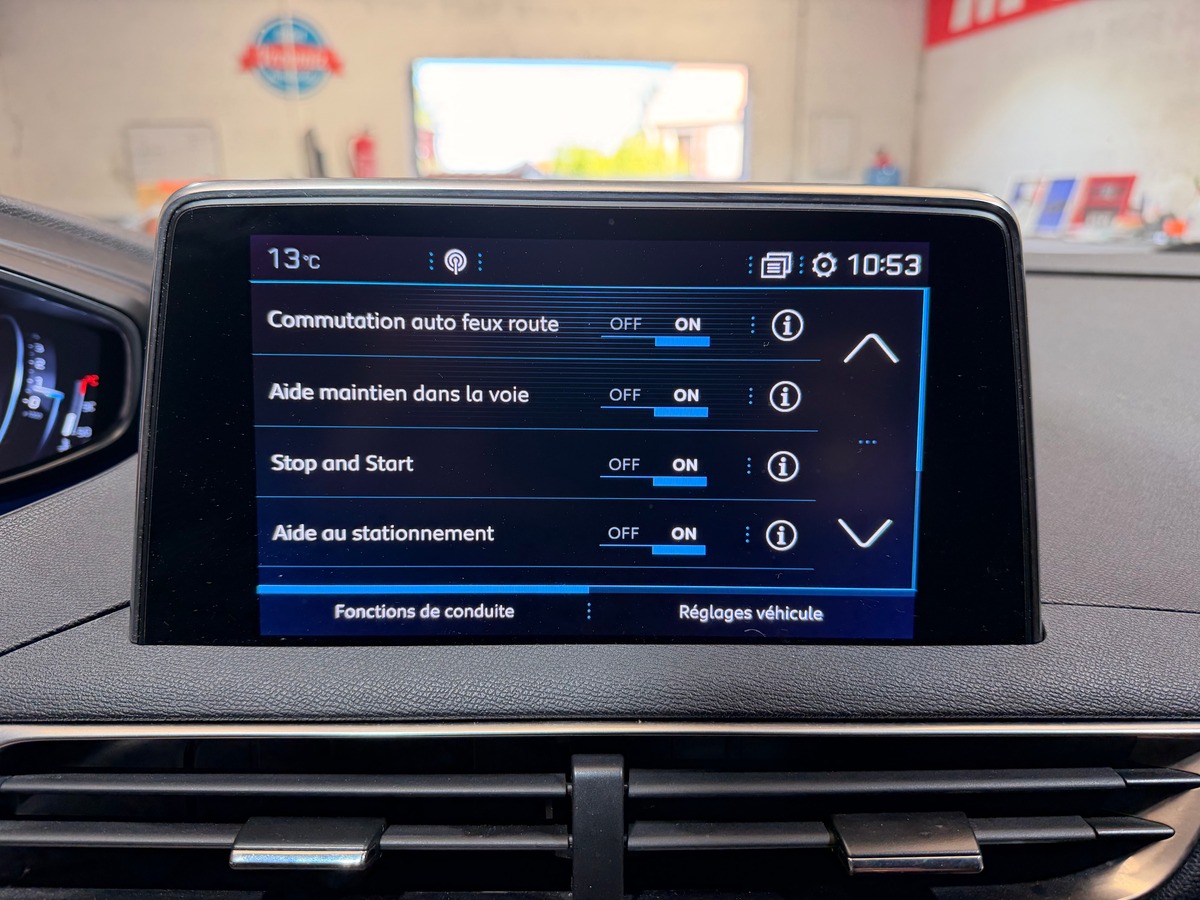 13°C
10:53
Commutation auto feux route OFF ON
Aide maintien dans la voie OFF ON
Stop and Start OFF ON
Aide au stationnement OFF ON
Fonctions de conduite
Réglages véhicule